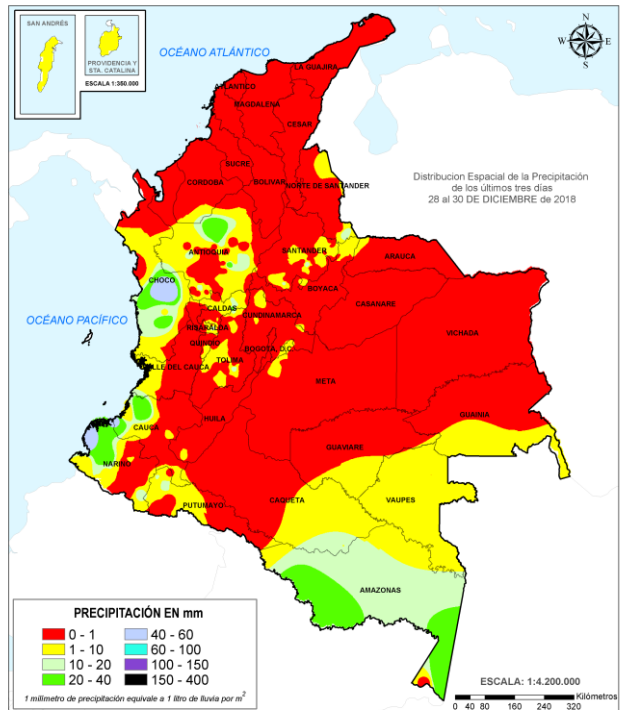 SAN ANDRÉS
PROVIDENCIA Y
STA. CATALINA
ESCALA 1:350.000
OCÉANO ATLÁNTICO
N
W
E
S
LA GUAJIRA
ATLANTICO
MAGDALENA
CESAR
SUCRE
CORDOBA
BOLIVAR
NORTE DE SANTANDER
Distribucion Espacial de la Precipitación
de los últimos tres días
28 al 30 DE DICIEMBRE de 2018
ANTIOQUIA
SANTANDER
ARAUCA
CHOCO
BOYACA
CASANARE
OCÉANO PACÍFICO
CALDAS
CUNDINAMARCA
VICHADA
RISARALDA
QUINDIO
BOGOTA, D.C.
TOLIMA
VALLE DEL CAUCA
META
HUILA
GUAINIA
CAUCA
GUAVIARE
NARIÑO
CAQUETA
VAUPES
PUTUMAYO
AMAZONAS
PRECIPITACIÓN EN mm
0 - 1
40 - 60
1 - 10
60 - 100
10 - 20
100 - 150
20 - 40
150 - 400
1 milimetro de precipitación equivale a 1 litro de lluvia por m²
ESCALA: 1:4.200.000
Kilómetros
0 40 80 160 240 320